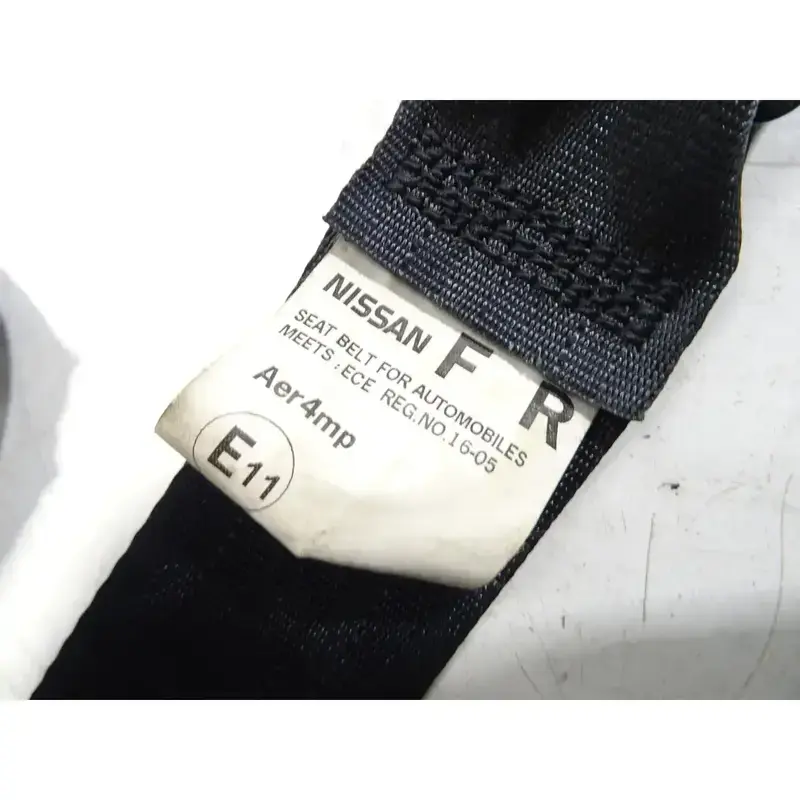 NISSAN F R
SEAT BELT FOR AUTOMOBILES
MEETS : ECE REG.NO.16-05
Aer4mp
E11